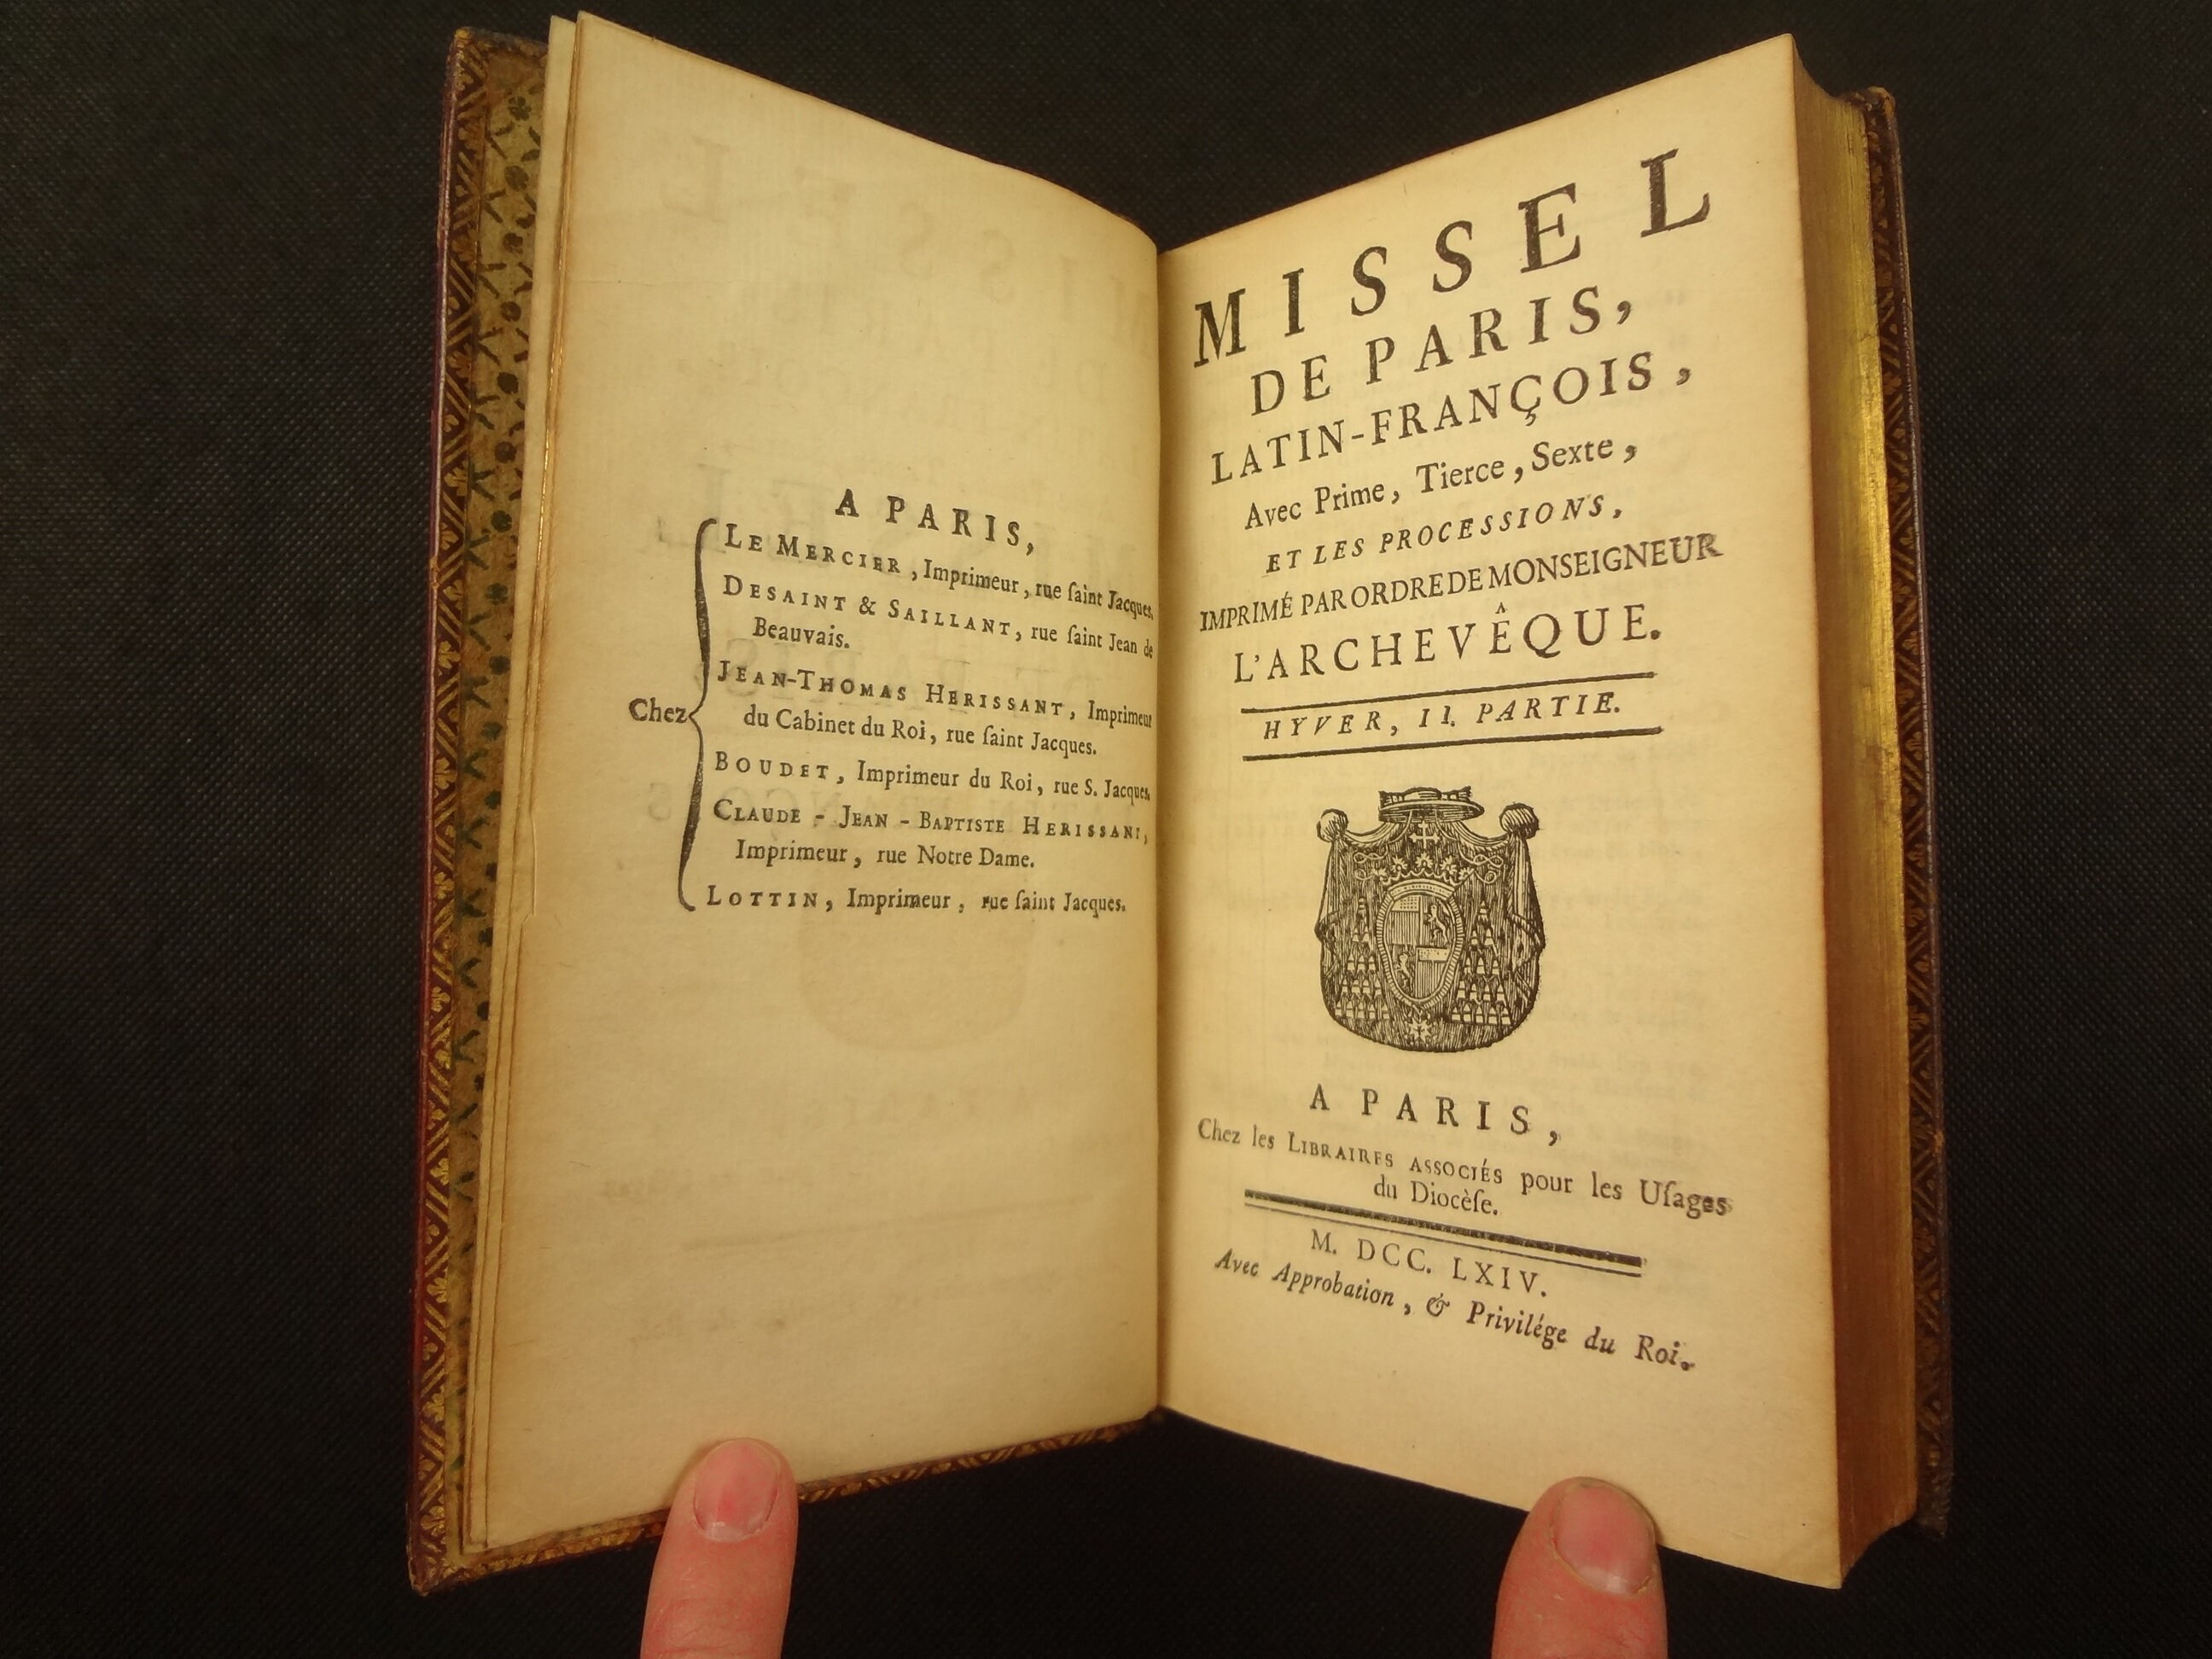 A PARIS,
Chez
LE MERCIER, Imprimeur, rue ſaint Jacques.
DESAINT & SAILLANT, rue ſaint Jean de
Beauvais.
JEAN-THOMAS HERISSANT, Imprimeur
du Cabinet du Roi, rue ſaint Jacques.
BOUDET, Imprimeur du Roi, rue S. Jacques.
CLAUDE - JEAN - BAPTISTE HERISSANT,
Imprimeur, rue Notre Dame.
LOTTIN, Imprimeur, rue ſaint Jacques.
MISSEL
DE PARIS,
LATIN-FRANÇOIS,
Avec Prime, Tierce, Sexte,
ET LES PROCESSIONS,
IMPRIMÉ PAR ORDRE DE MONSEIGNEUR
L'ARCHEVÊQUE.
HYVER, II. PARTIE.
A PARIS,
Chez les LIBRAIRES ASSOCIÉS pour les Uſages
du Diocèſe.
M. DCC. LXIV.
Avec Approbation, & Privilége du Roi.